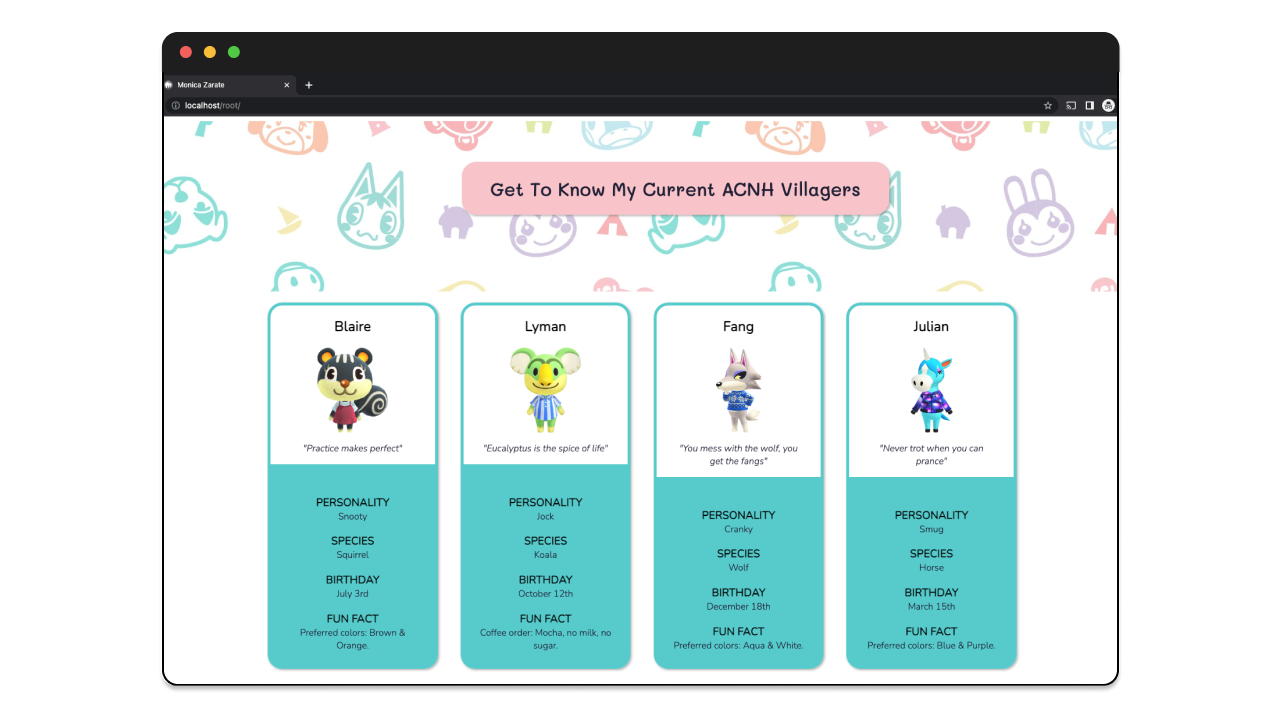 Monica Zarate
localhost/root/
Get To Know My Current ACNH Villagers
Blaire
"Practice makes perfect"
PERSONALITY
Snooty
SPECIES
Squirrel
BIRTHDAY
July 3rd
FUN FACT
Preferred colors: Brown &
Orange.
Lyman
"Eucalyptus is the spice of life"
PERSONALITY
Jock
SPECIES
Koala
BIRTHDAY
October 12th
FUN FACT
Coffee order: Mocha, no milk, no
sugar.
Fang
"You mess with the wolf, you
get the fangs"
PERSONALITY
Cranky
SPECIES
Wolf
BIRTHDAY
December 18th
FUN FACT
Preferred colors: Aqua & White.
Julian
"Never trot when you can
prance"
PERSONALITY
Smug
SPECIES
Horse
BIRTHDAY
March 15th
FUN FACT
Preferred colors: Blue & Purple.